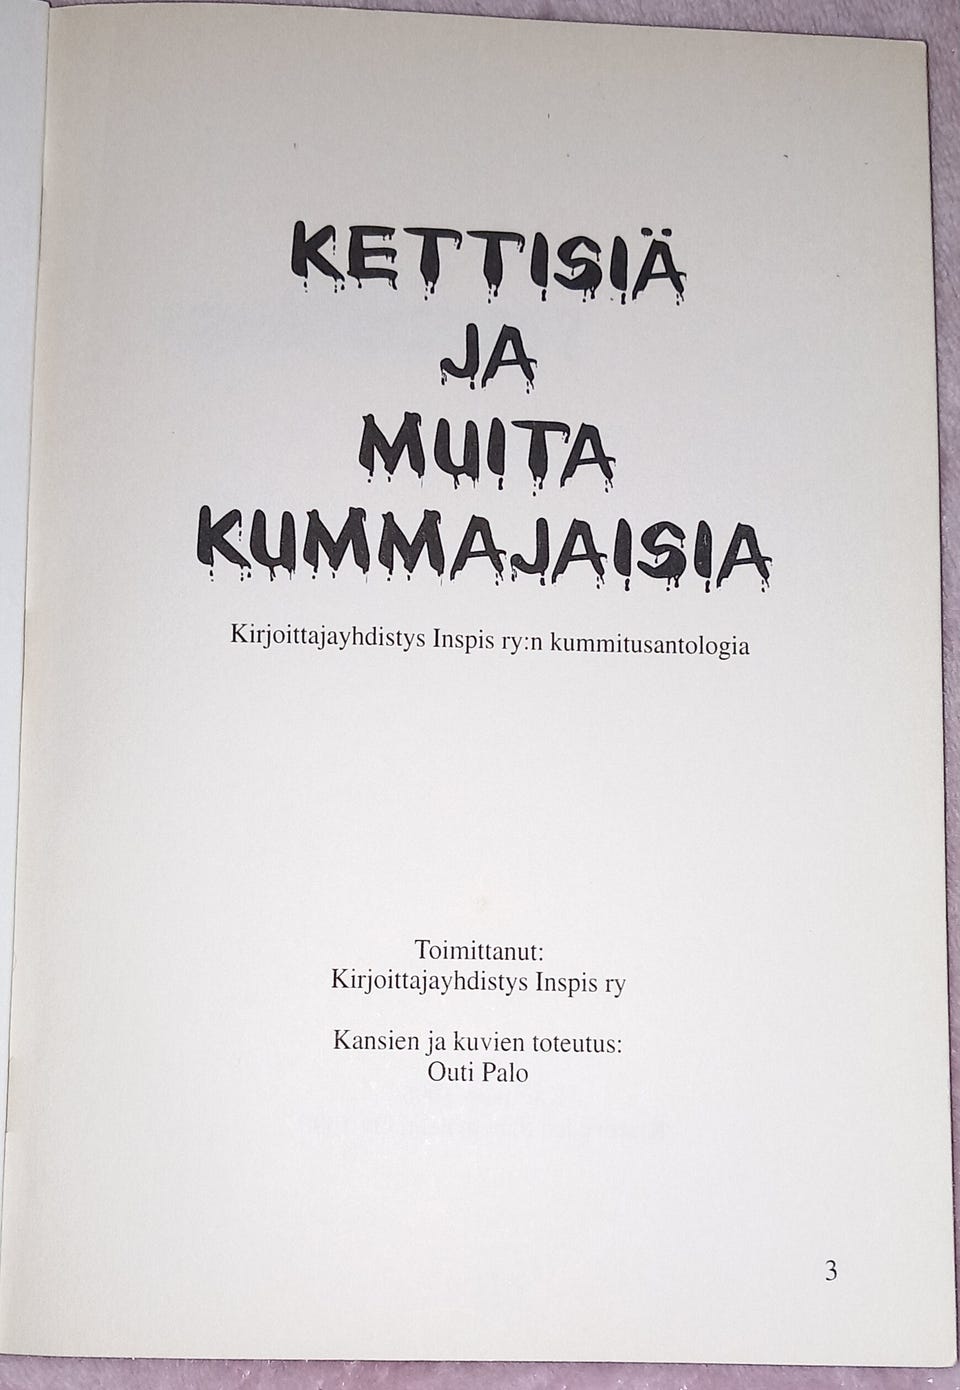 KETTISIÄ
JA
MUITA
KUMMAJAISIA
Kirjoittajayhdistys Inspis ry:n kummitusantologia
Toimittanut:
Kirjoittajayhdistys Inspis ry
Kansien ja kuvien toteutus:
Outi Palo
3